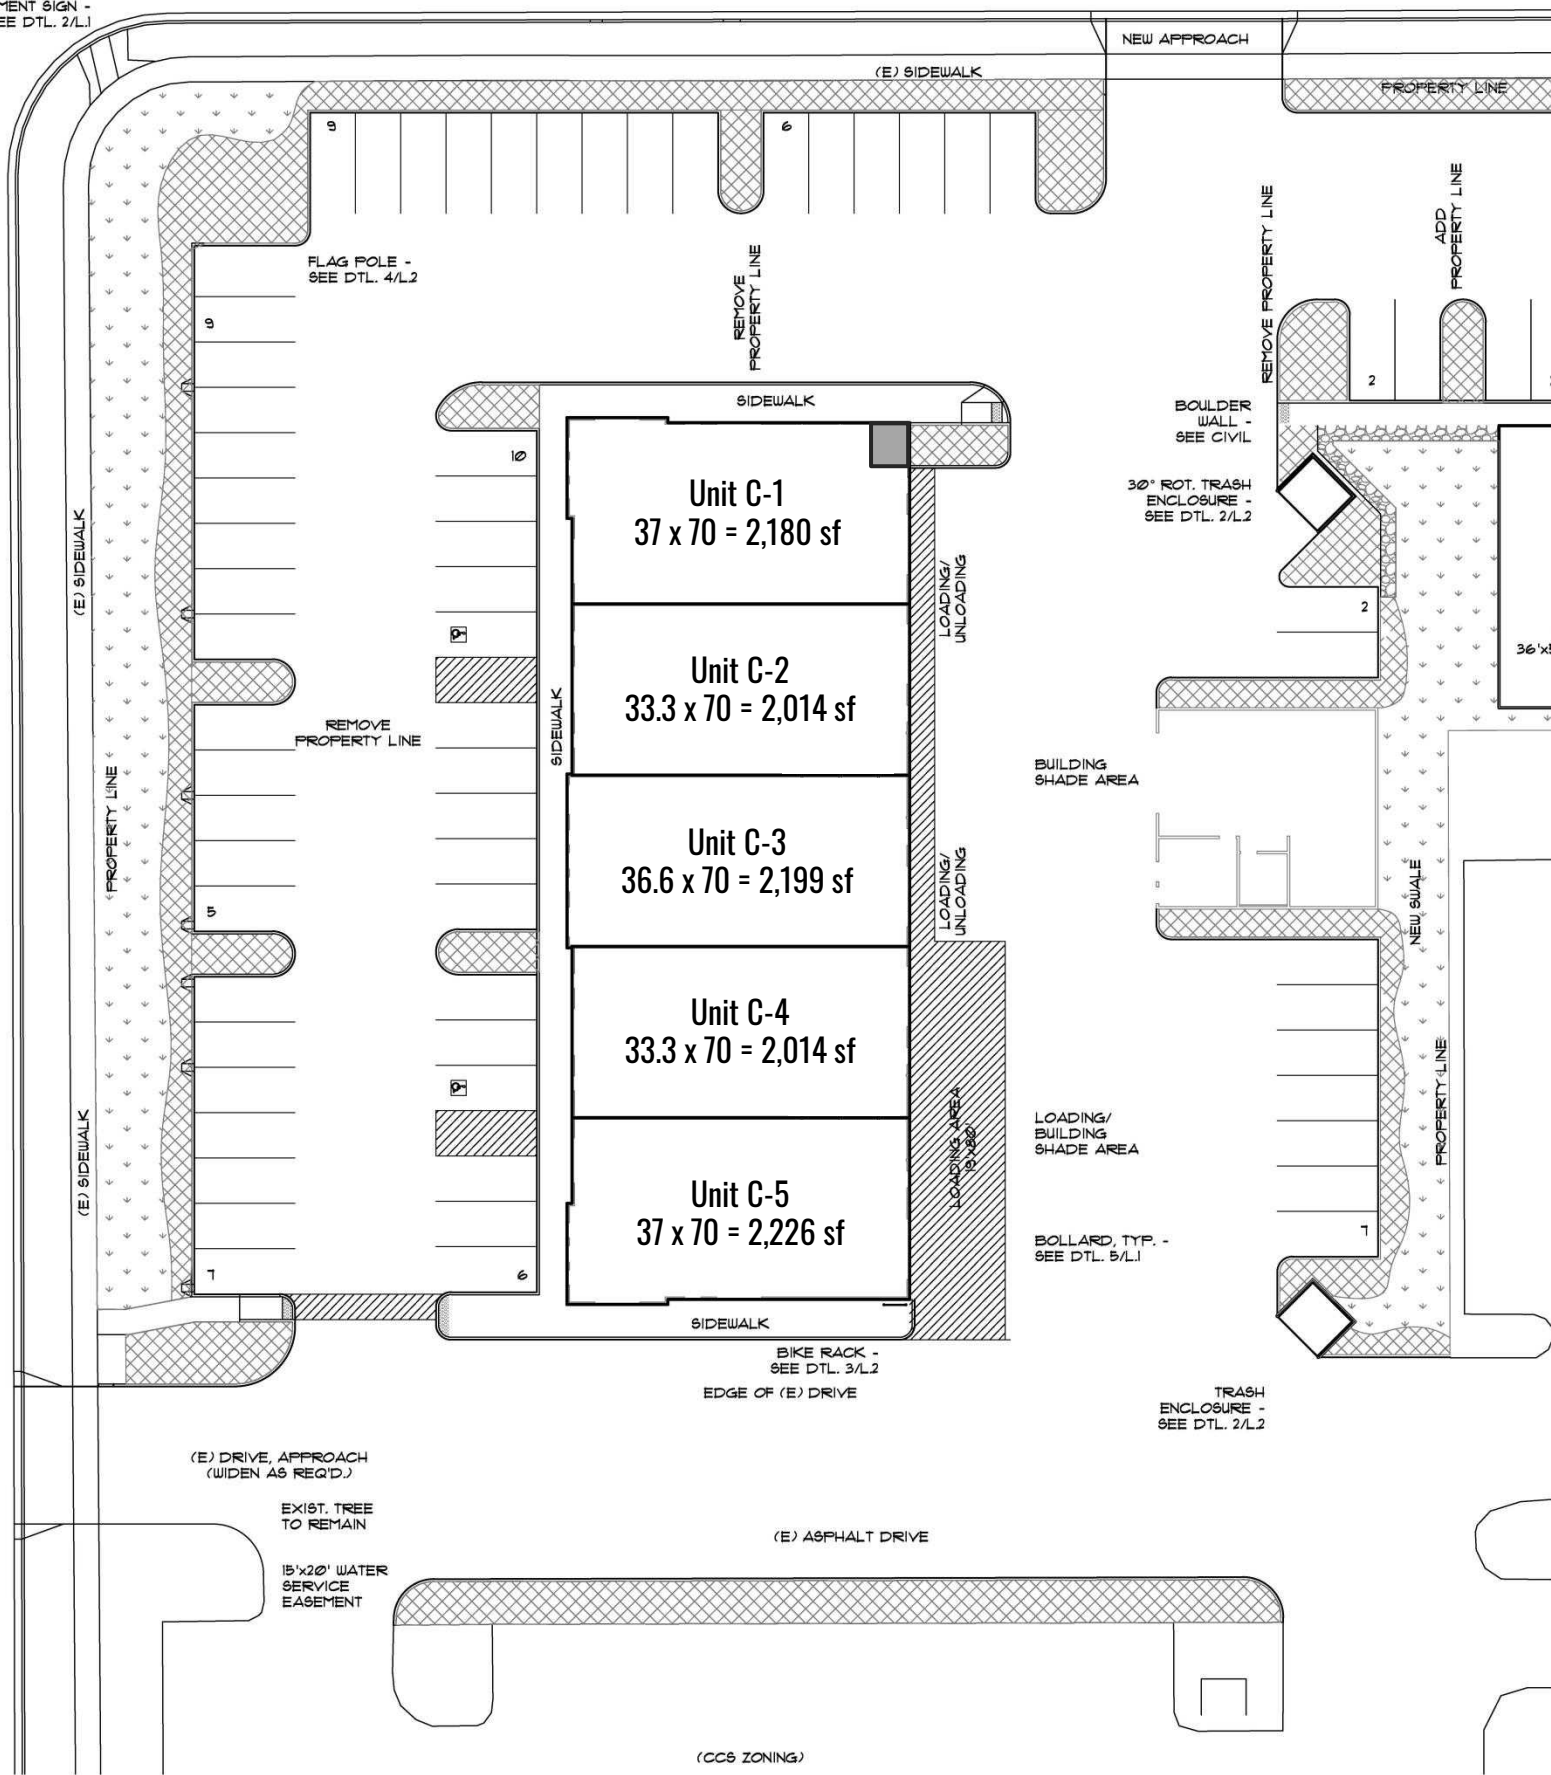 MENT SIGN -
EE DTL. 2/L.1
NEW APPROACH
(E) SIDEWALK
PROPERTY LINE
9
6
FLAG POLE -
SEE DTL. 4/L.2
REMOVE
PROPERTY LINE
REMOVE PROPERTY LINE
ADD
PROPERTY LINE
9
2
SIDEWALK
BOULDER
WALL -
SEE CIVIL
10
30° ROT. TRASH
ENCLOSURE -
SEE DTL. 2/L.2
Unit C-1
37 x 70 = 2,180 sf
(E) SIDEWALK
LOADING/
UNLOADING
2
36'x
Unit C-2
33.3 x 70 = 2,014 sf
SIDEWALK
REMOVE
PROPERTY LINE
BUILDING
SHADE AREA
PROPERTY LINE
Unit C-3
36.6 x 70 = 2,199 sf
LOADING/
UNLOADING
NEW SWALE
5
Unit C-4
33.3 x 70 = 2,014 sf
PROPERTY LINE
(E) SIDEWALK
LOADING AREA
LOADING/
BUILDING
SHADE AREA
Unit C-5
37 x 70 = 2,226 sf
BOLLARD, TYP. -
SEE DTL. 5/L.1
7
7
6
SIDEWALK
BIKE RACK -
SEE DTL. 3/L.2
EDGE OF (E) DRIVE
TRASH
ENCLOSURE -
SEE DTL. 2/L.2
(E) DRIVE, APPROACH
(WIDEN AS REQ'D.)
EXIST. TREE
TO REMAIN
(E) ASPHALT DRIVE
15'x20' WATER
SERVICE
EASEMENT
(CCS ZONING)